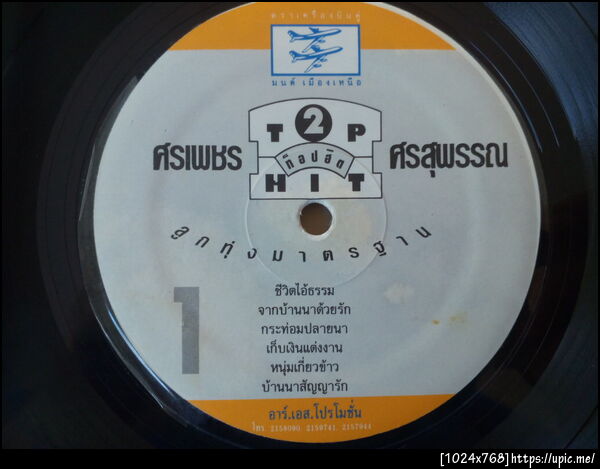 ตราเครื่องบินคู่
มนต์ เมืองเหนือ
T2P
ท็อปฮิต
HIT
ศรเพชร ศรสุพรรณ
ลูกทุ่งมาตรฐาน
1
ชีวิตไอ้ธรรม
จากบ้านนาด้วยรัก
กระท่อมปลายนา
เก็บเงินแต่งงาน
หนุ่มเกี่ยวข้าว
บ้านนาสัญญารัก
อาร์.เอส.โปรโมชั่น
โทร. 2158090, 2159741, 2157944
[1024x768]https://upic.me/